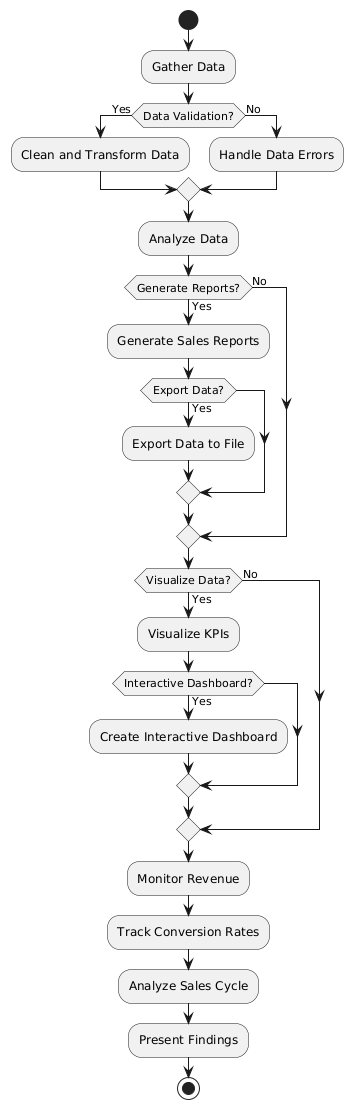 Gather Data
Yes
Data Validation?
No
Clean and Transform Data
Handle Data Errors
Analyze Data
Generate Reports?
No
Yes
Generate Sales Reports
Export Data?
Yes
Export Data to File
Visualize Data?
No
Yes
Visualize KPIs
Interactive Dashboard?
Yes
Create Interactive Dashboard
Monitor Revenue
Track Conversion Rates
Analyze Sales Cycle
Present Findings